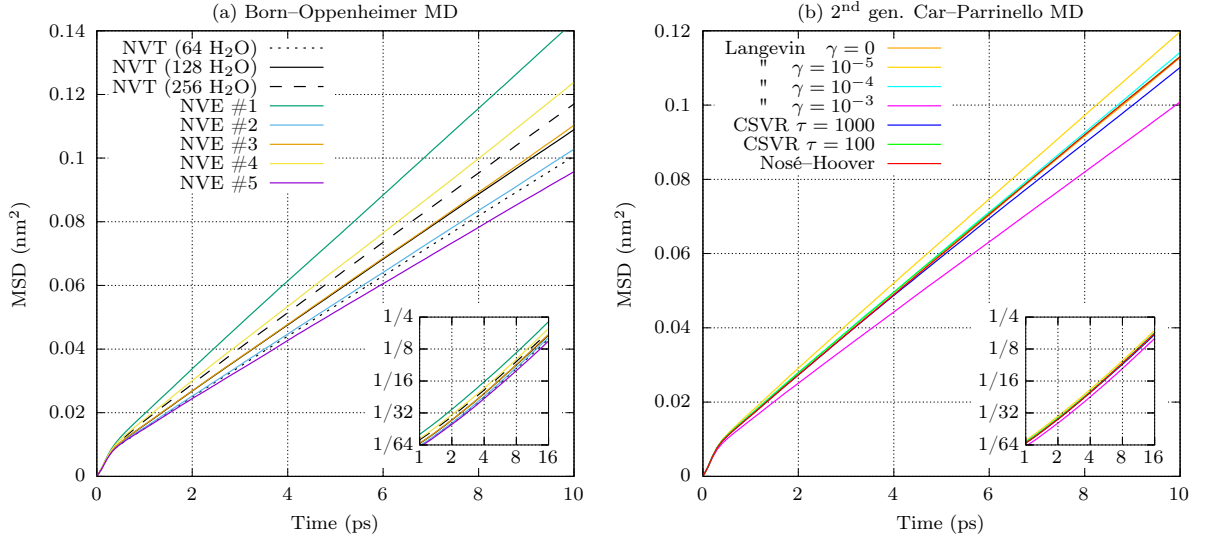 (a) Born–Oppenheimer MD
MSD (nm²)
0.14
0.12
0.1
0.08
0.06
0.04
0.02
0
NVT (64 H₂O)
NVT (128 H₂O)
NVT (256 H₂O)
NVE #1
NVE #2
NVE #3
NVE #4
NVE #5
1/4
1/8
1/16
1/32
1/64
1 2 4 8 16
0 2 4 6 8 10
Time (ps)
(b) 2ⁿᵈ gen. Car–Parrinello MD
MSD (nm²)
0.12
0.1
0.08
0.06
0.04
0.02
0
Langevin γ = 0
" γ = 10⁻⁵
" γ = 10⁻⁴
" γ = 10⁻³
CSVR τ = 1000
CSVR τ = 100
Nosé–Hoover
1/4
1/8
1/16
1/32
1/64
1 2 4 8 16
0 2 4 6 8 10
Time (ps)